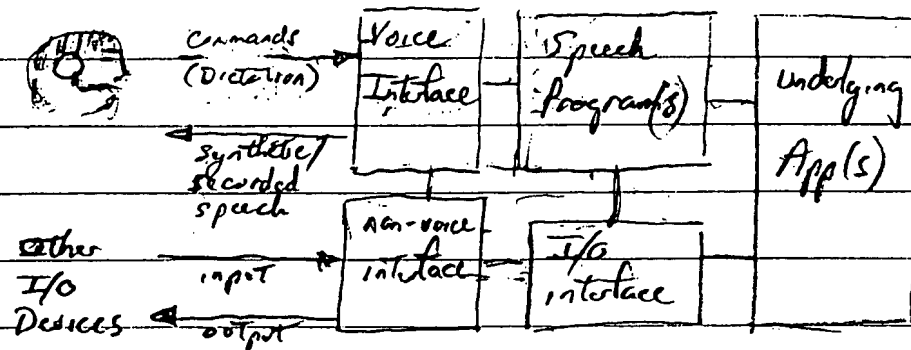 Commands
(Dictation)
Voice
Interface
Speech
Program(s)
Underlying
App(s)
synthetic/
recorded
speech
Other
I/O
Devices
input
output
non-voice
interface
I/O
interface